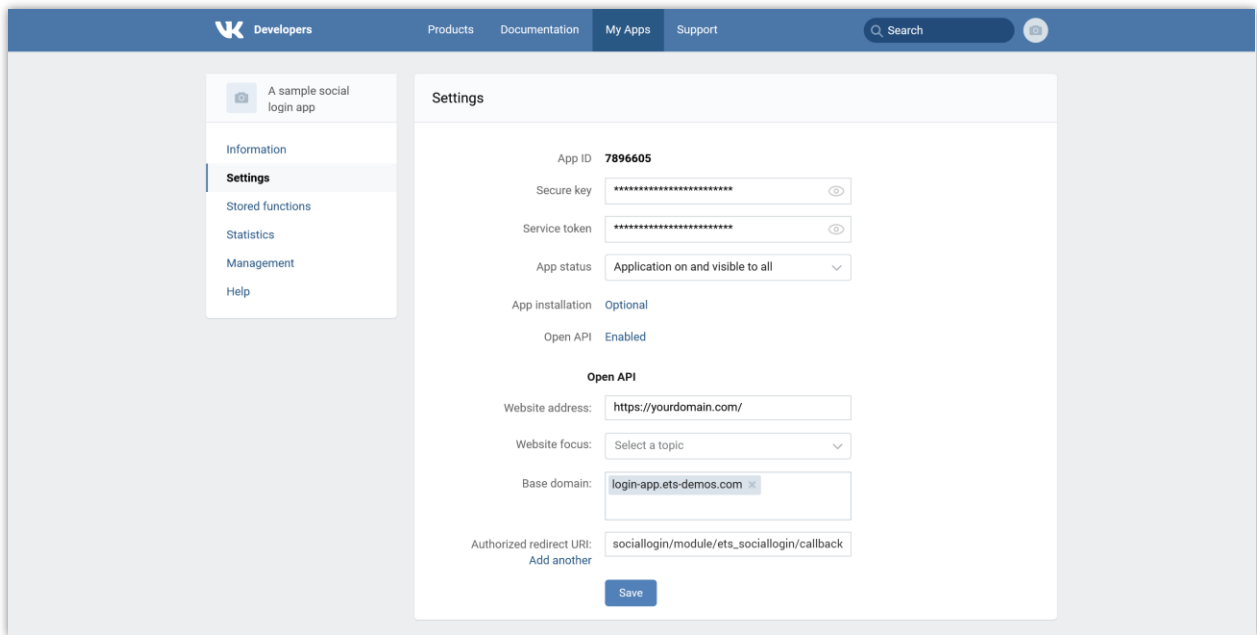 VK Developers Products Documentation My Apps Support Search
A sample social
login app
Information
Settings
Stored functions
Statistics
Management
Help
Settings
App ID 7896605
Secure key ************************
Service token ************************
App status Application on and visible to all
App installation Optional
Open API Enabled
Open API
Website address: https://yourdomain.com/
Website focus: Select a topic
Base domain: login-app.ets-demos.com ×
Authorized redirect URI: sociallogin/module/ets_sociallogin/callback
Add another
Save